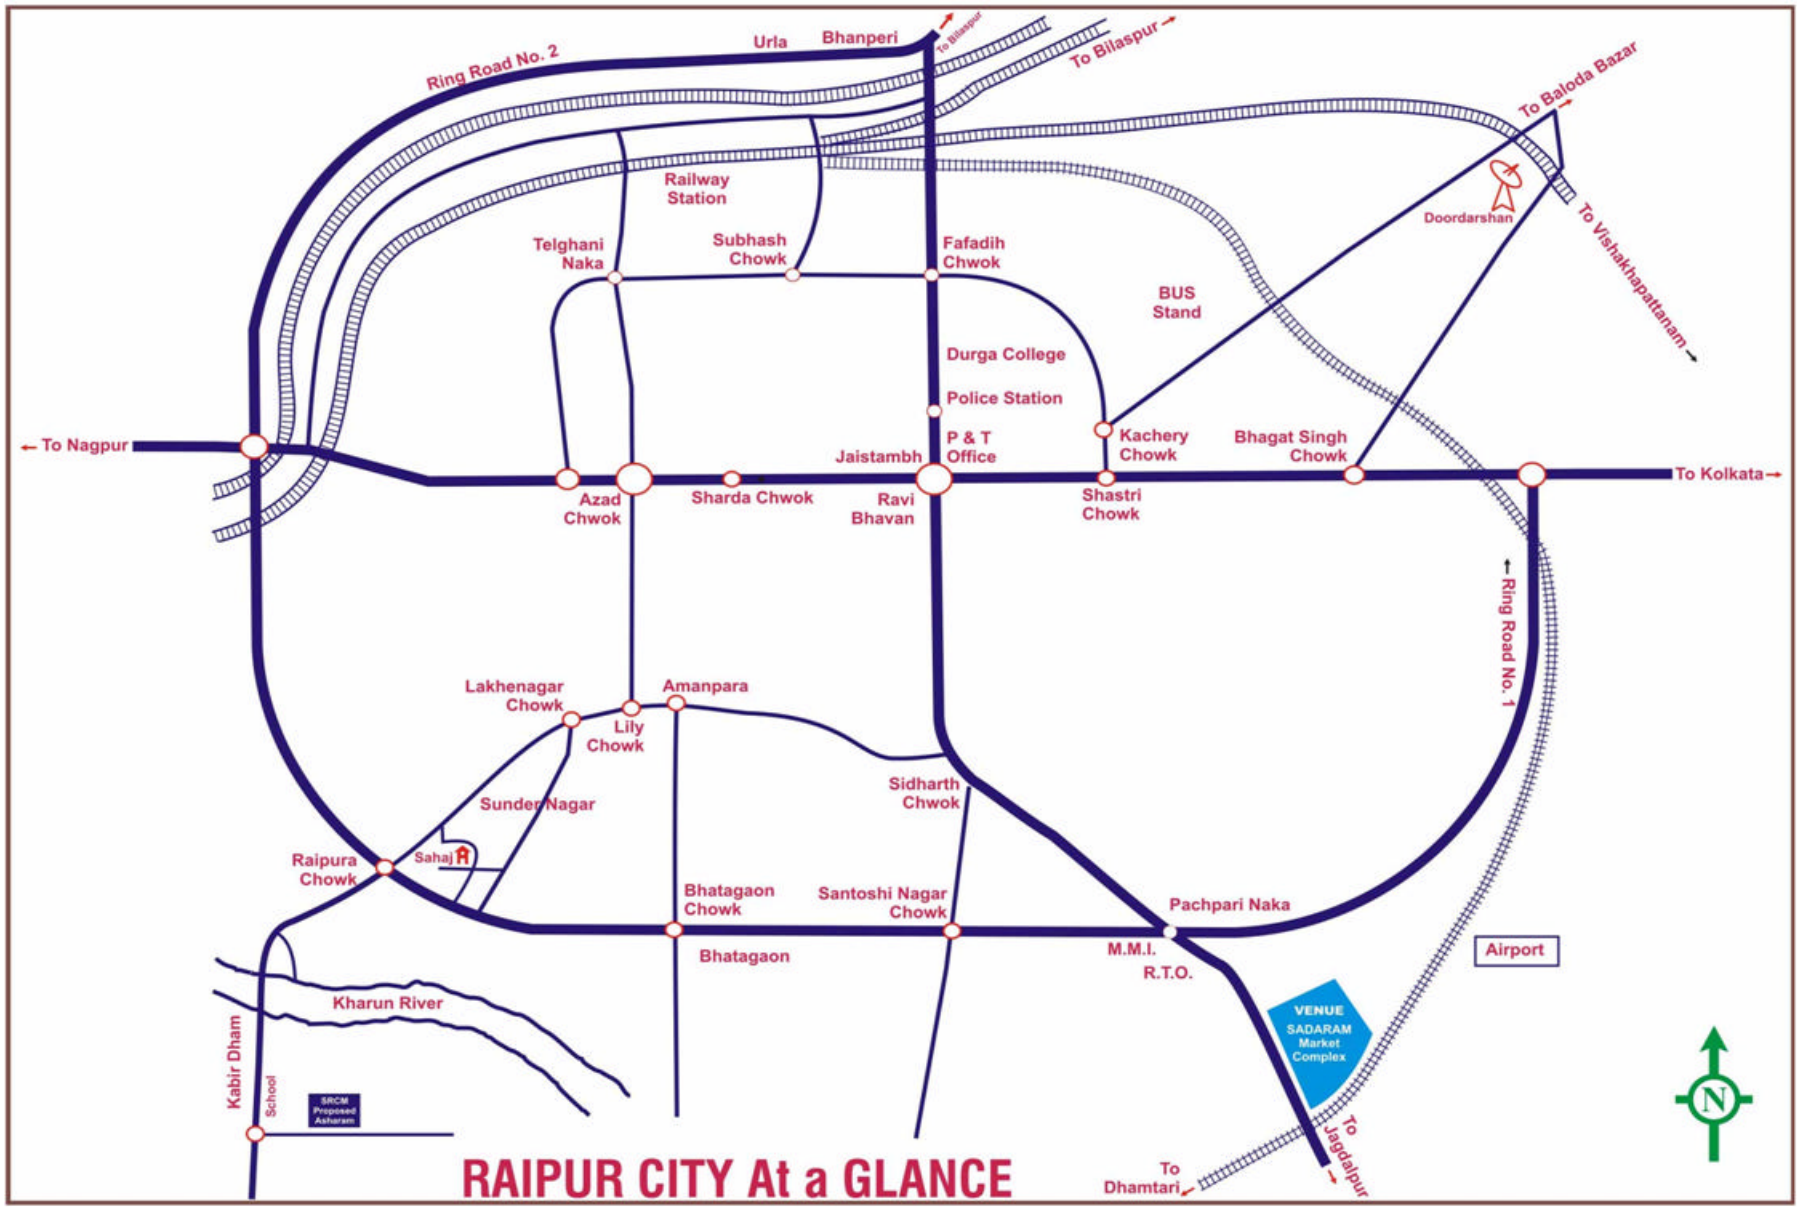 Ring Road No. 2
Urla
Bhanperi
To Bilaspur
To Bilaspur
To Baloda Bazar
Railway
Station
Doordarshan
To Vishakhapattanam
Telghani
Naka
Subhash
Chowk
Fafadih
Chwok
BUS
Stand
Durga College
Police Station
To Nagpur
Jaistambh
P & T
Office
Kachery
Chowk
Bhagat Singh
Chowk
To Kolkata
Azad
Chwok
Sharda Chwok
Ravi
Bhavan
Shastri
Chowk
Ring Road No. 1
Lakhenagar
Chowk
Amanpara
Lily
Chowk
Sidharth
Chwok
Sunder Nagar
Sahaj
Raipura
Chowk
Bhatagaon
Chowk
Santoshi Nagar
Chowk
Pachpari Naka
Bhatagaon
M.M.I.
R.T.O.
Airport
Kharun River
VENUE
SADARAM
Market
Complex
Kabir Dham
School
SRCM
Proposed
Asharam
N
To
Jagdalpur
To
Dhamtari
RAIPUR CITY At a GLANCE